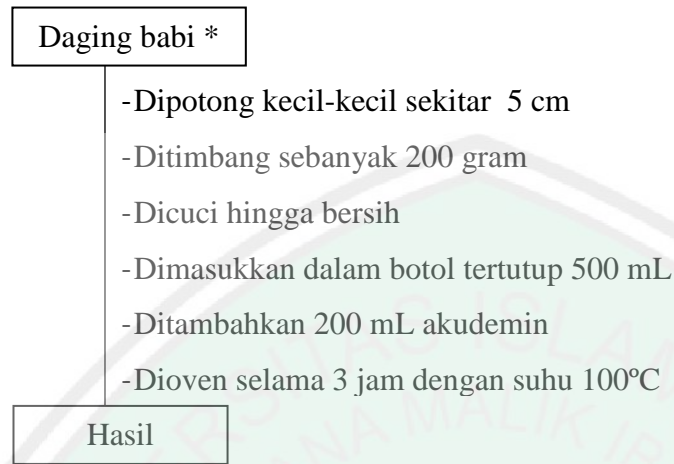 Daging babi *
-Dipotong kecil-kecil sekitar 5 cm
-Ditimbang sebanyak 200 gram
-Dicuci hingga bersih
-Dimasukkan dalam botol tertutup 500 mL
-Ditambahkan 200 mL akudemin
-Dioven selama 3 jam dengan suhu 100ºC
Hasil